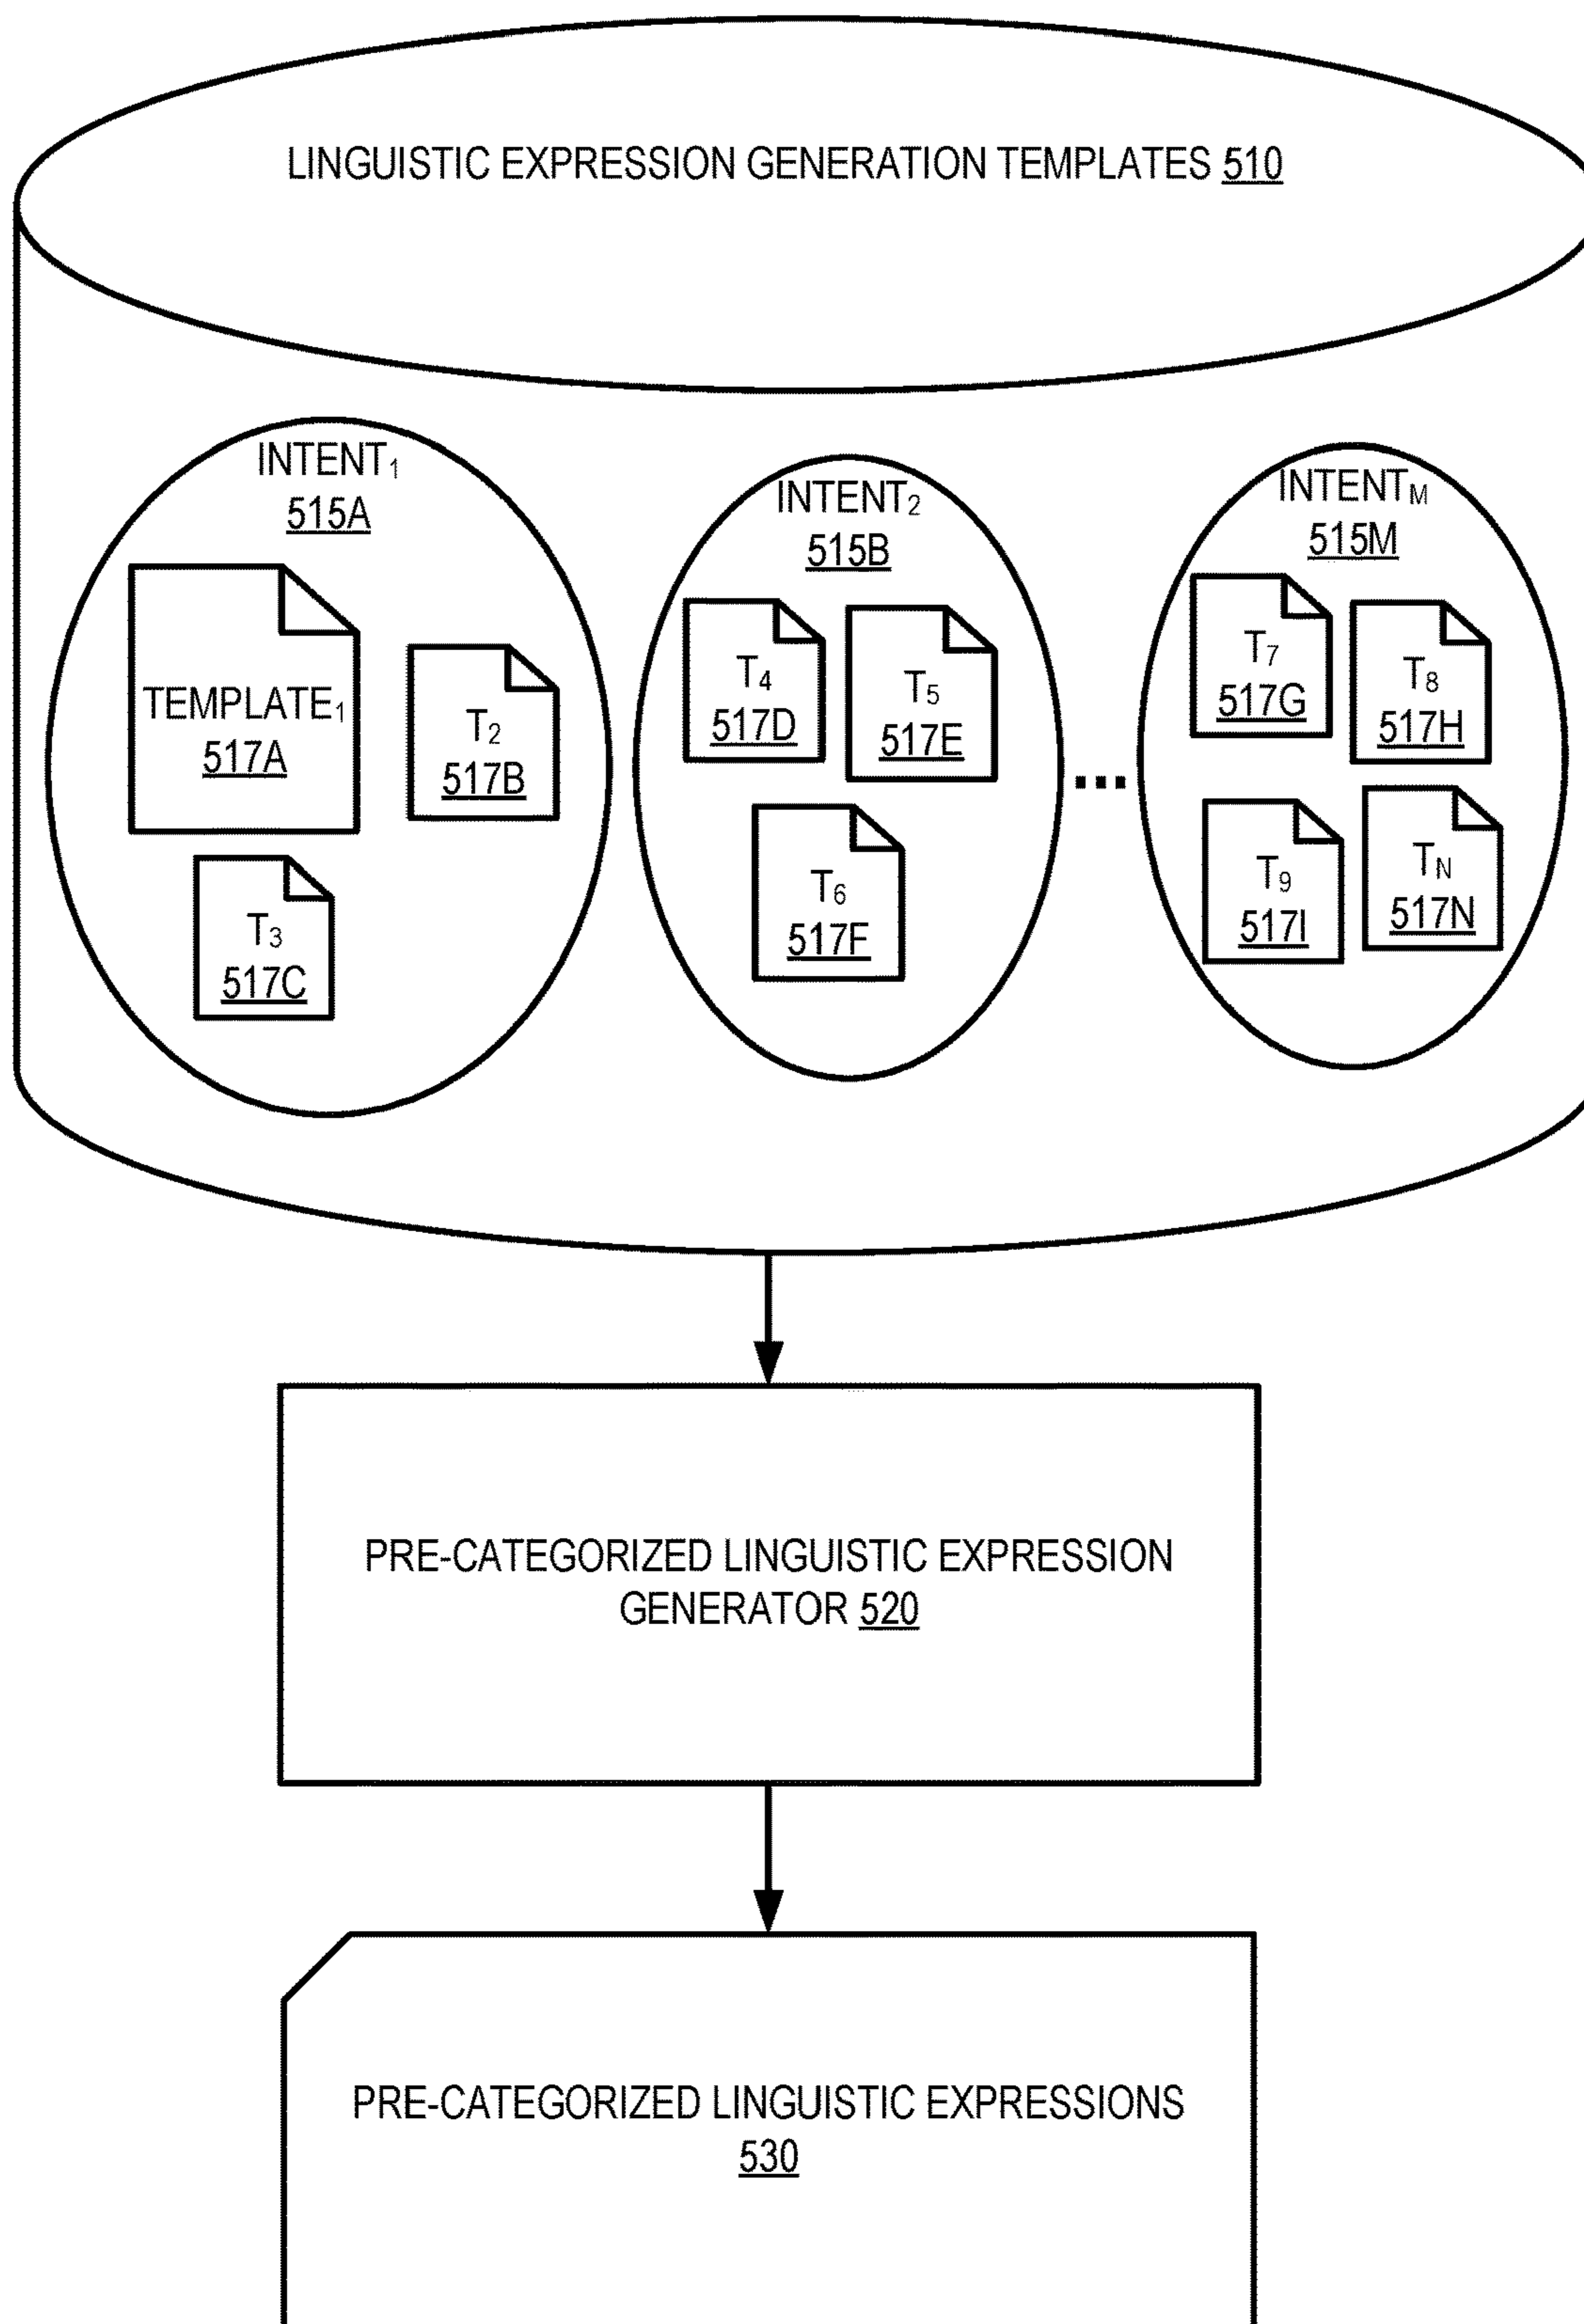 LINGUISTIC EXPRESSION GENERATION TEMPLATES 510
INTENT₁
515A
TEMPLATE₁
517A
T₂
517B
T₃
517C
INTENT₂
515B
T₄
517D
T₅
517E
T₆
517F
...
INTENT_M
515M
T₇
517G
T₈
517H
T₉
517I
T_N
517N
PRE-CATEGORIZED LINGUISTIC EXPRESSION
GENERATOR 520
PRE-CATEGORIZED LINGUISTIC EXPRESSIONS
530